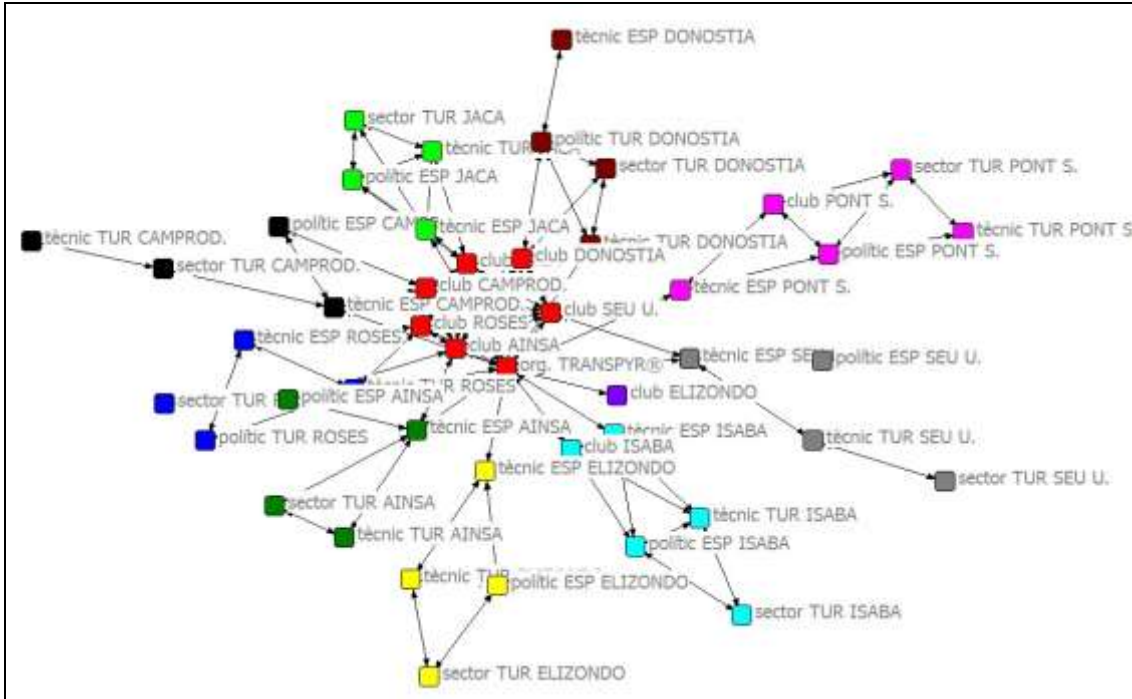 tècnic ESP DONOSTIA
sector TUR JACA
polític TUR DONOSTIA
tècnic TUR
sector TUR DONOSTIA
sector TUR PONT S.
polític ESP JACA
club PONT S.
polític ESP
tècnic ESP JACA
tècnic TUR PONT S
tècnic TUR CAMPROD.
tècnic TUR DONOSTIA
club DONOSTIA
polític ESP PONT S.
sector TUR CAMPROD.
club
club CAMPROD.
tècnic ESP PONT S.
tècnic ESP CAMPROD.
club SEU U.
club ROSES
tècnic ESP ROSES
club AINSA
org. TRANSPYR®
tècnic ESP
polític ESP SEU U.
tècnic TUR ROSES
polític ESP AINSA
club ELIZONDO
sector TUR
polític TUR ROSES
tècnic ESP AINSA
tècnic ESP ISABA
club ISABA
tècnic TUR SEU U.
tècnic ESP ELIZONDO
sector TUR SEU U.
sector TUR AINSA
tècnic TUR ISABA
tècnic TUR AINSA
polític ESP ISABA
tècnic
polític ESP ELIZONDO
sector TUR ISABA
sector TUR ELIZONDO